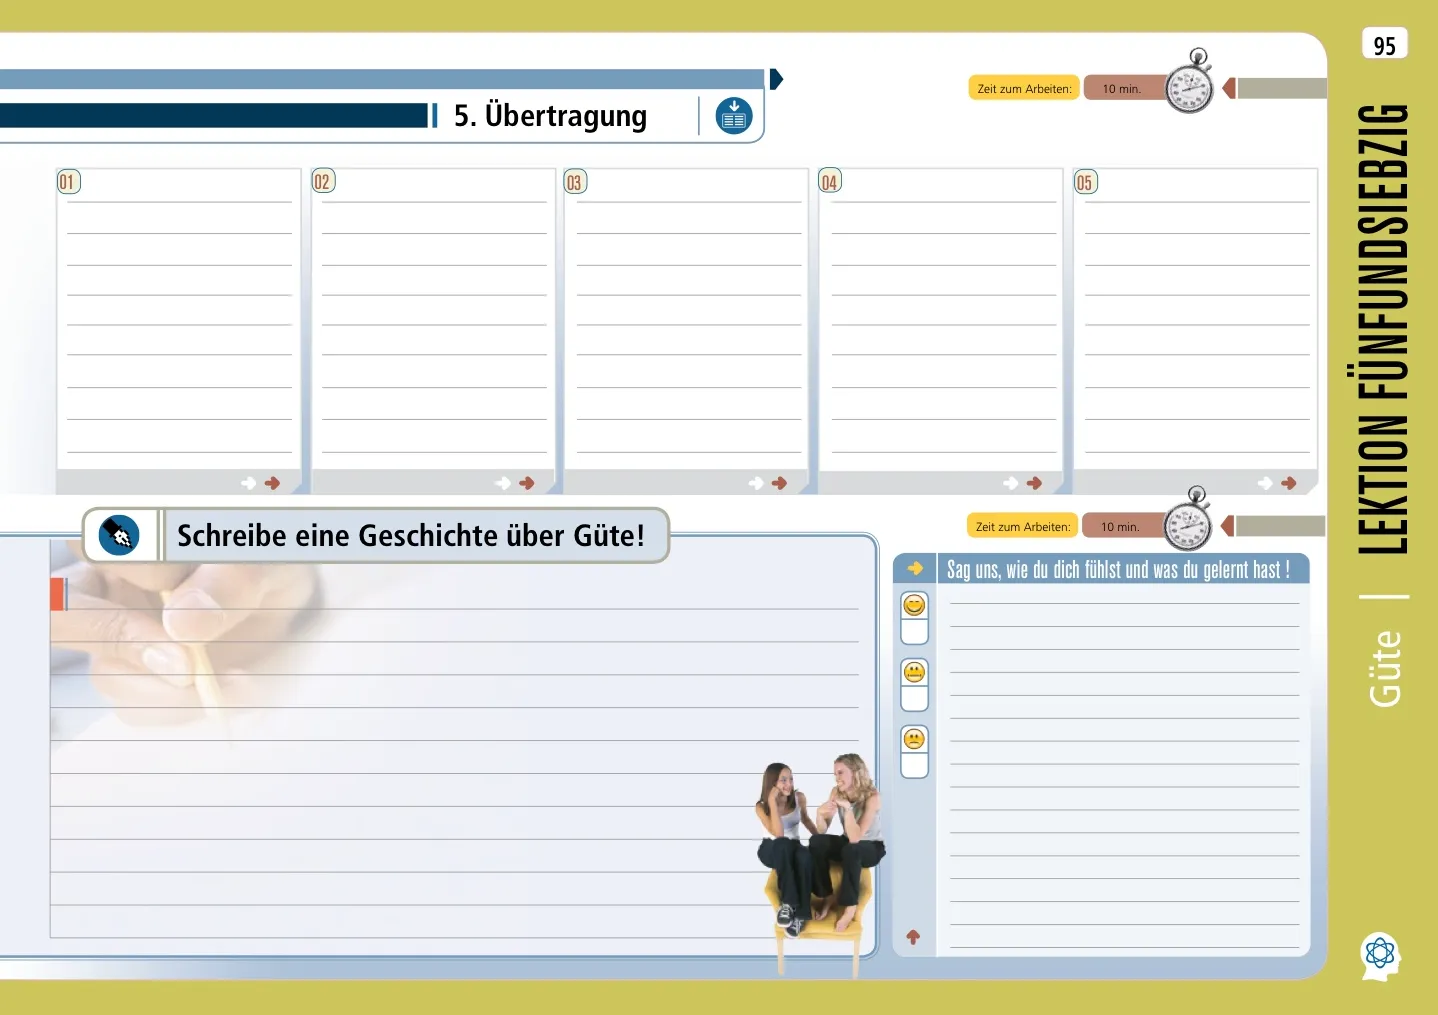 95
Zeit zum Arbeiten: 10 min.
5. Übertragung
01
02
03
04
05
Schreibe eine Geschichte über Güte!
Zeit zum Arbeiten: 10 min.
Sag uns, wie du dich fühlst und was du gelernt hast !
LEKTION FÜNFUNDSIEBZIG
Güte